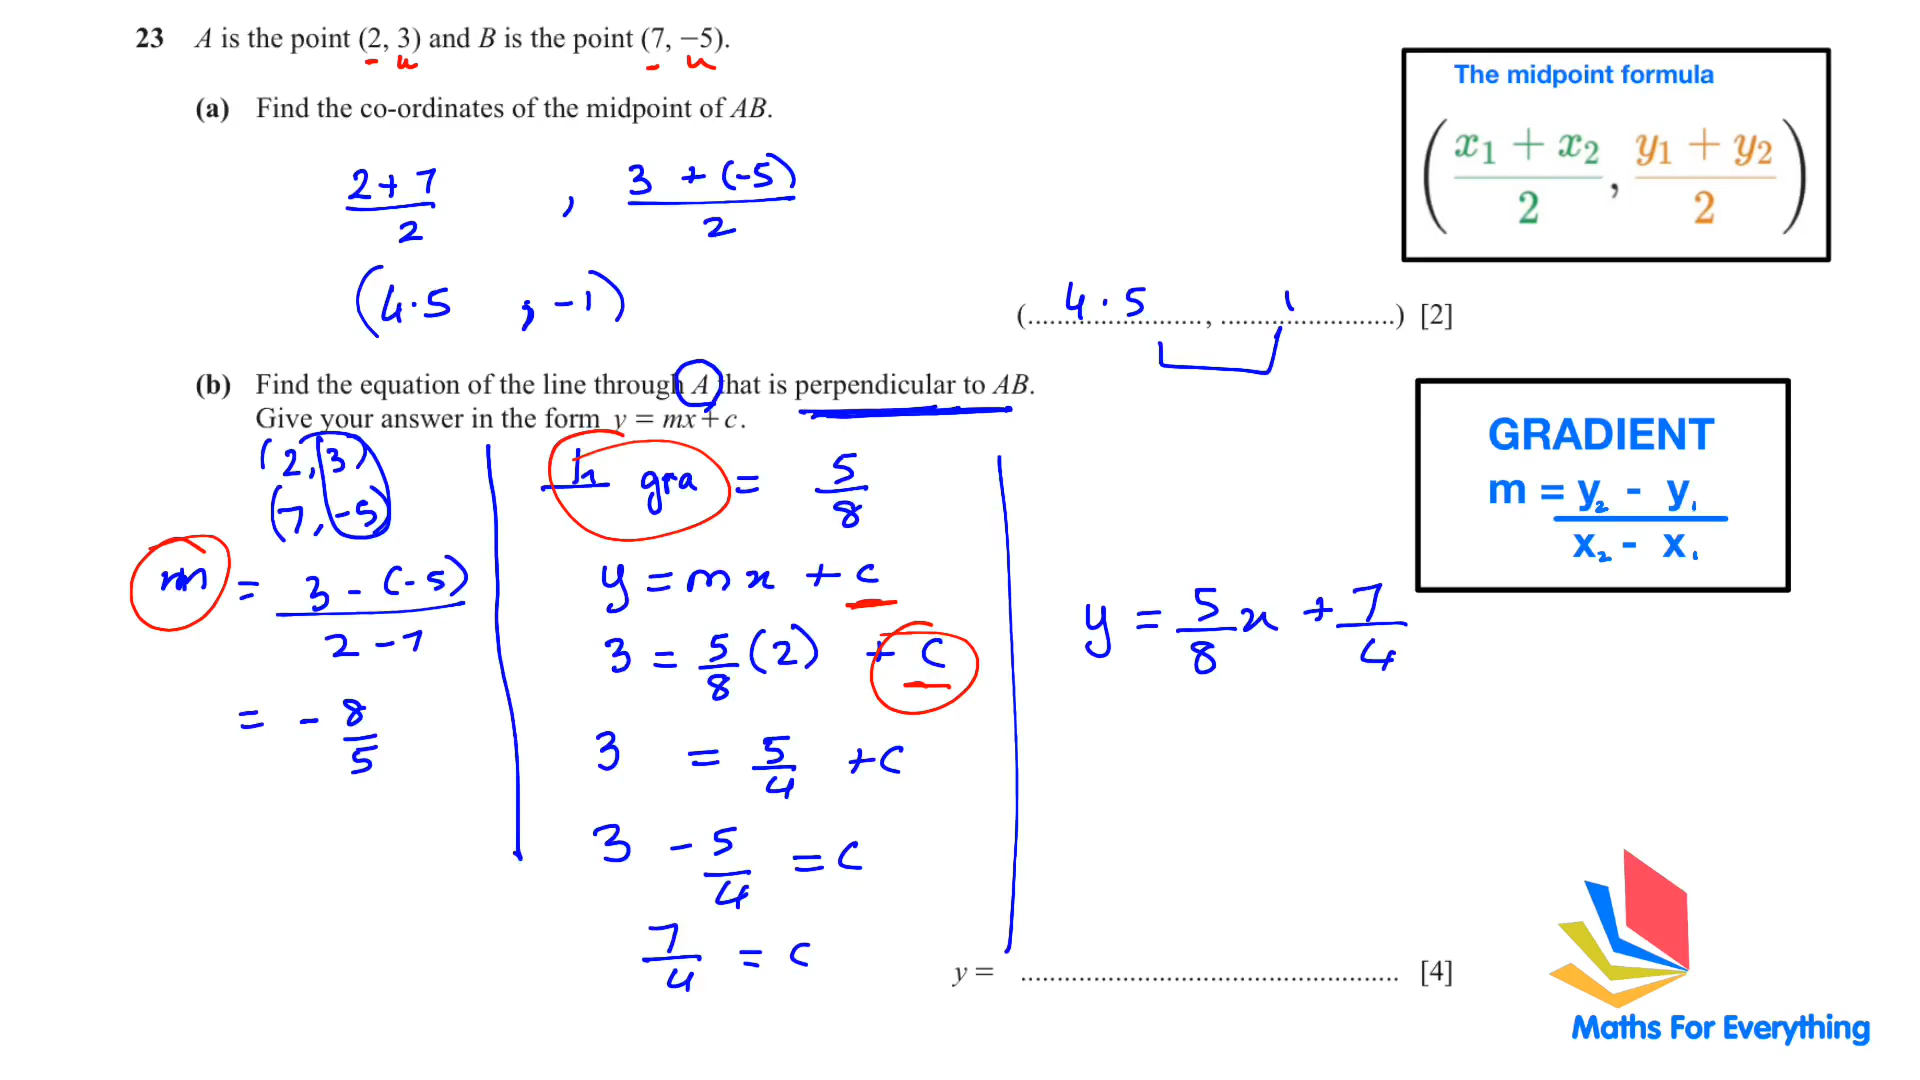 23 A is the point (2, 3) and B is the point (7, −5).
(a) Find the co-ordinates of the midpoint of AB.
The midpoint formula
(x₁ + x₂ / 2, y₁ + y₂ / 2)
2+7 / 2 , 3 + (-5) / 2
(4.5 , -1)
(4.5, 1) [2]
(b) Find the equation of the line through A that is perpendicular to AB.
Give your answer in the form y = mx + c.
GRADIENT
m = y₂ - y₁ / x₂ - x₁
(2, 3)
(7, -5)
m = 3 - (-5) / 2 - 7
= - 8/5
gra = 5/8
y = mx + c
3 = 5/8 (2) + c
3 = 5/4 + c
3 - 5/4 = c
7/4 = c
y = 5/8 x + 7/4
y = [4]
Maths For Everything